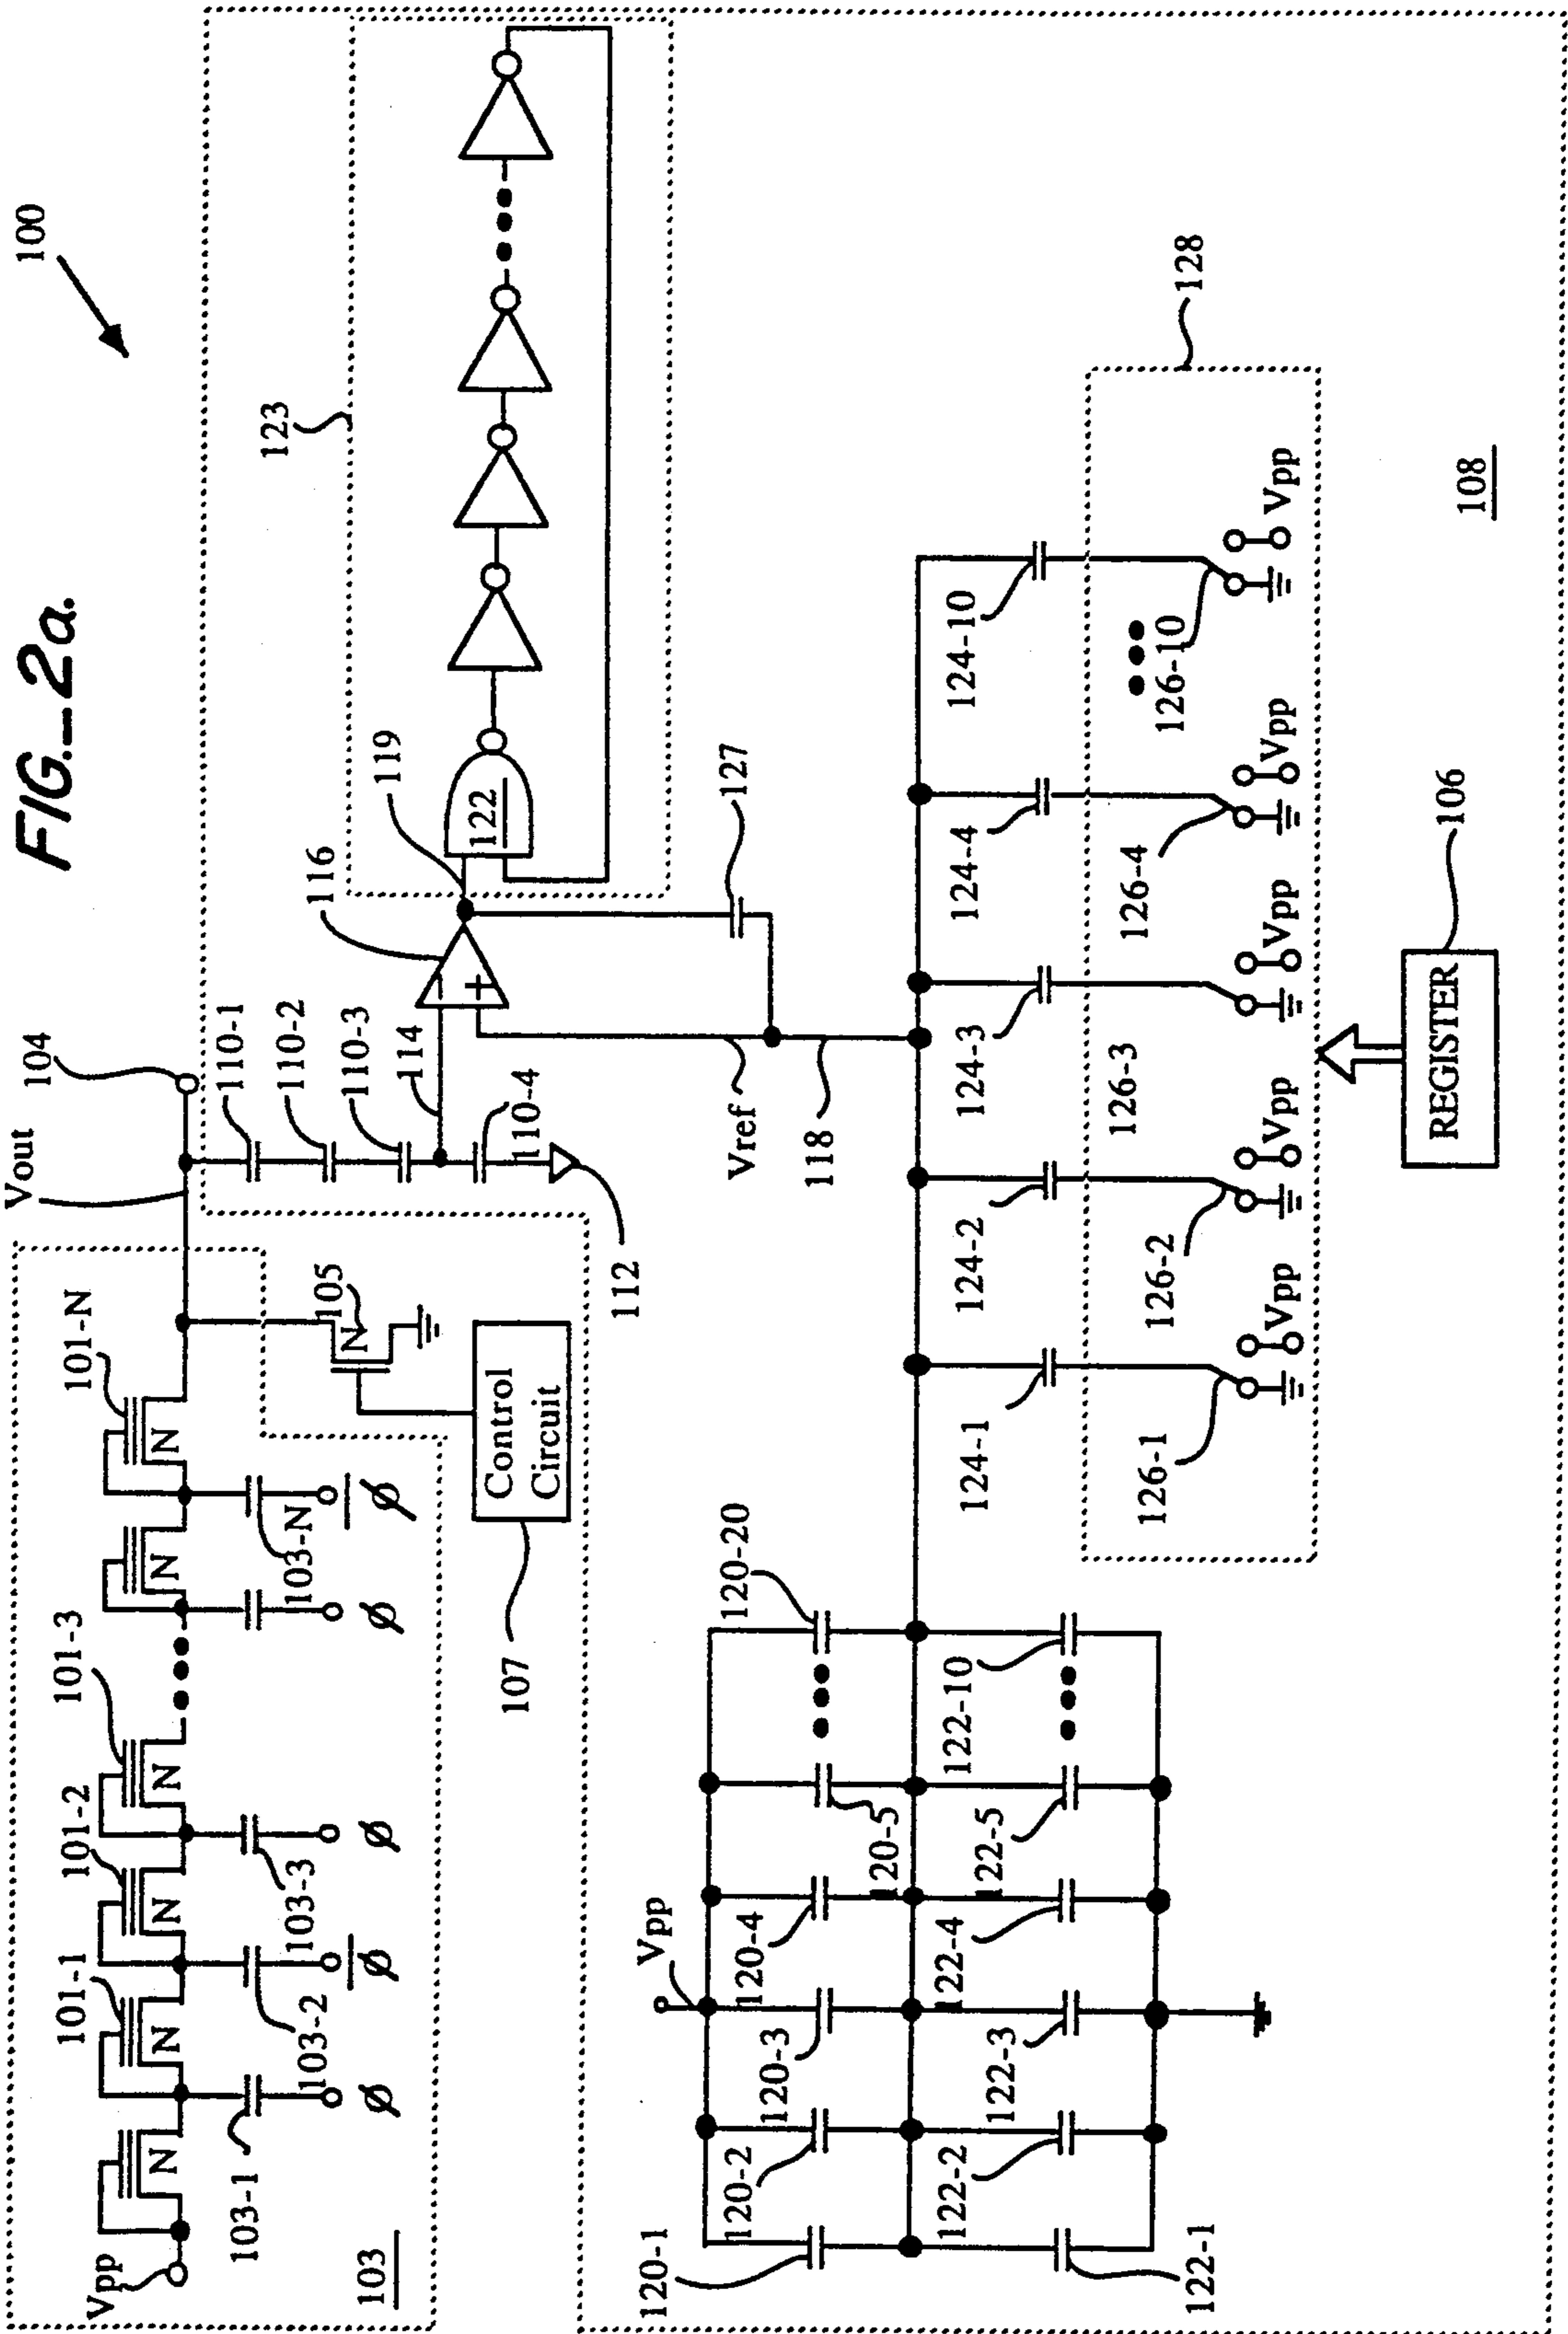 FIG._2a.
100
Vpp
101-1
101-2
101-3
101-N
Vout
104
N
N
N
N
N
N
103-1
103-2
103-3
103-N
ϕ
ϕ̅
ϕ
ϕ
ϕ̅
103
N
105
Control
Circuit
107
110-1
110-2
110-3
114
110-4
112
116
119
122
123
127
Vref
118
Vpp
120-1
120-2
120-3
120-4
120-5
120-20
122-1
122-2
122-3
122-4
122-5
122-10
124-1
124-2
124-3
124-4
124-10
126-1
126-2
126-3
126-4
126-10
Vpp
Vpp
Vpp
Vpp
Vpp
128
REGISTER
106
108